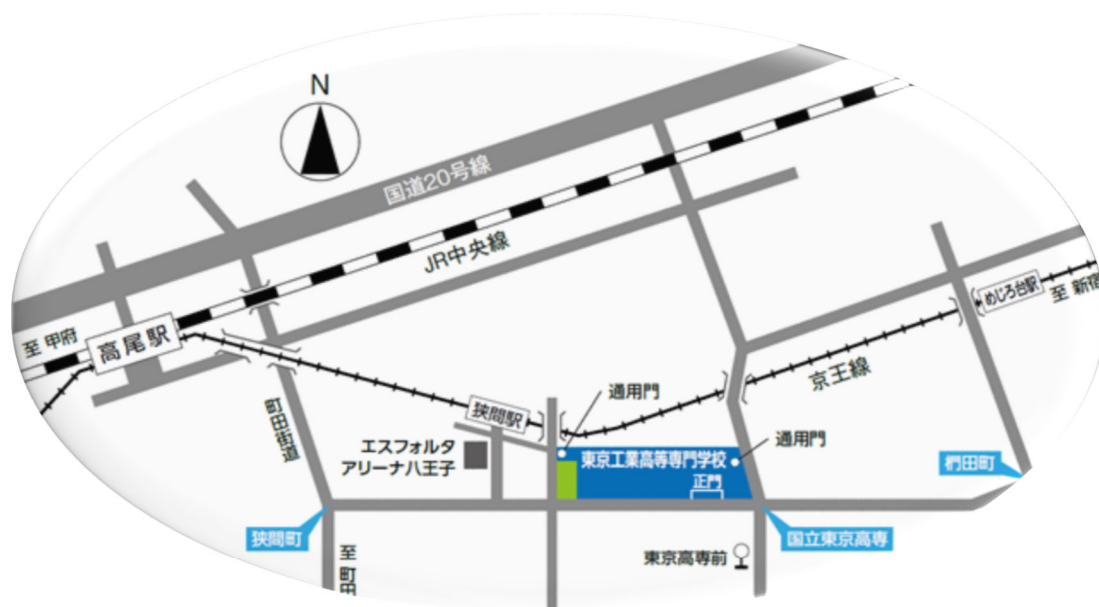 N
国道20号線
JR中央線
至 甲府
高尾駅
めじろ台駅
至 新宿
京王線
町田街道
狭間駅
通用門
エスフォルタ
アリーナ八王子
東京工業高等専門学校
正門
通用門
椚田町
狭間町
国立東京高専
至 町田
東京高専前